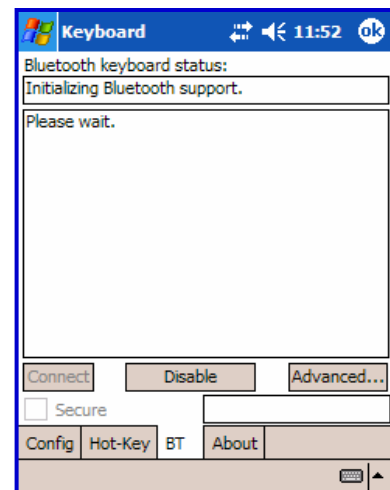 Keyboard 11:52 ok
Bluetooth keyboard status:
Initializing Bluetooth support.
Please wait.
Connect Disable Advanced...
Secure
Config Hot-Key BT About